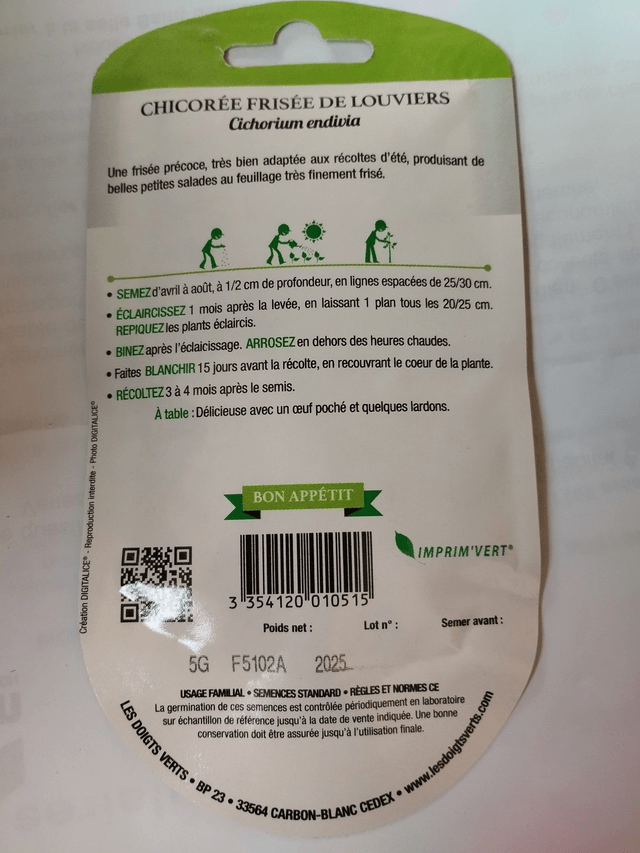 CHICORÉE FRISÉE DE LOUVIERS
Cichorium endivia
Une frisée précoce, très bien adaptée aux récoltes d'été, produisant de
belles petites salades au feuillage très finement frisé.
• SEMEZ d'avril à août, à 1/2 cm de profondeur, en lignes espacées de 25/30 cm.
• ÉCLAIRCISSEZ 1 mois après la levée, en laissant 1 plan tous les 20/25 cm.
REPIQUEZ les plants éclaircis.
• BINEZ après l'éclaicissage. ARROSEZ en dehors des heures chaudes.
• Faites BLANCHIR 15 jours avant la récolte, en recouvrant le coeur de la plante.
• RÉCOLTEZ 3 à 4 mois après le semis.
À table : Délicieuse avec un œuf poché et quelques lardons.
Création DIGITALICE® - Reproduction interdite - Photo DIGITALICE®
BON APPÉTIT
IMPRIM'VERT®
3 354120 010515
Poids net : Lot n° : Semer avant :
5G F5102A 2025
USAGE FAMILIAL • SEMENCES STANDARD • RÈGLES ET NORMES CE
La germination de ces semences est contrôlée périodiquement en laboratoire
sur échantillon de référence jusqu'à la date de vente indiquée. Une bonne
conservation doit être assurée jusqu'à l'utilisation finale.
LES DOIGTS VERTS • BP 23 • 33564 CARBON-BLANC CEDEX • www.lesdoigtsverts.com